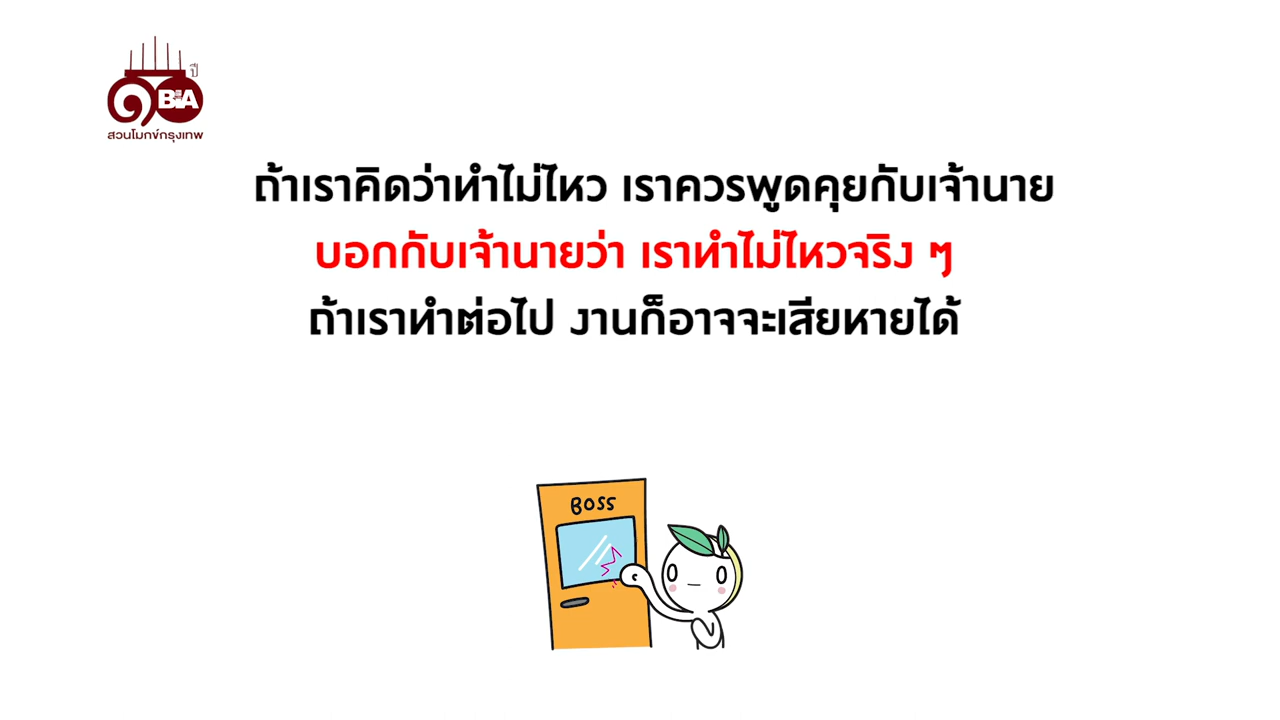 ๑๐ ปี
BIA
สวนโมกข์กรุงเทพ
ถ้าเราคิดว่าทำไม่ไหว เราควรพูดคุยกับเจ้านาย
บอกกับเจ้านายว่า เราทำไม่ไหวจริง ๆ
ถ้าเราทำต่อไป งานก็อาจจะเสียหายได้
BOSS